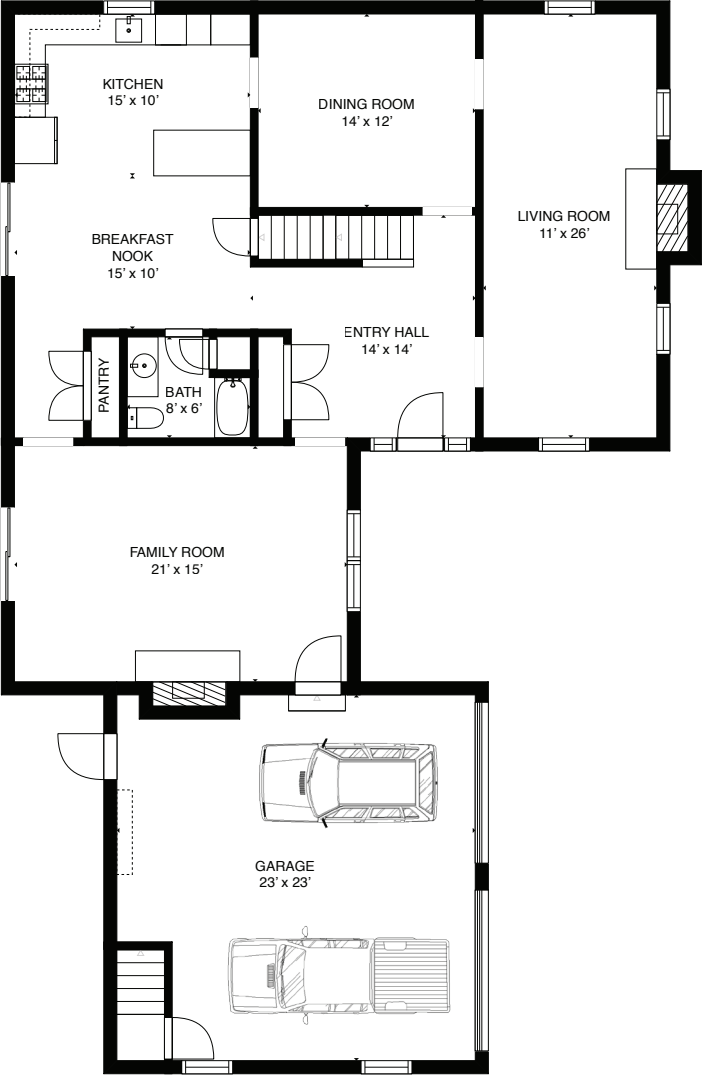 KITCHEN
15’ x 10’
DINING ROOM
14’ x 12’
LIVING ROOM
11’ x 26’
BREAKFAST
NOOK
15’ x 10’
ENTRY HALL
14’ x 14’
PANTRY
BATH
8’ x 6’
FAMILY ROOM
21’ x 15’
GARAGE
23’ x 23’